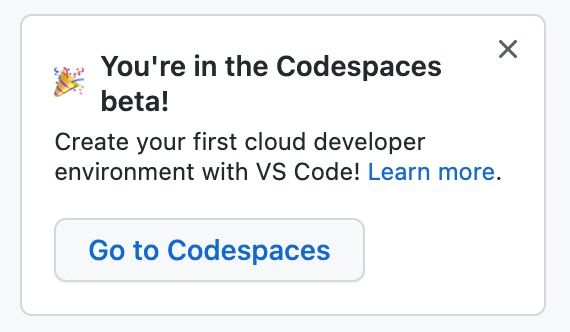 You're in the Codespaces
beta!
Create your first cloud developer
environment with VS Code! Learn more.
Go to Codespaces